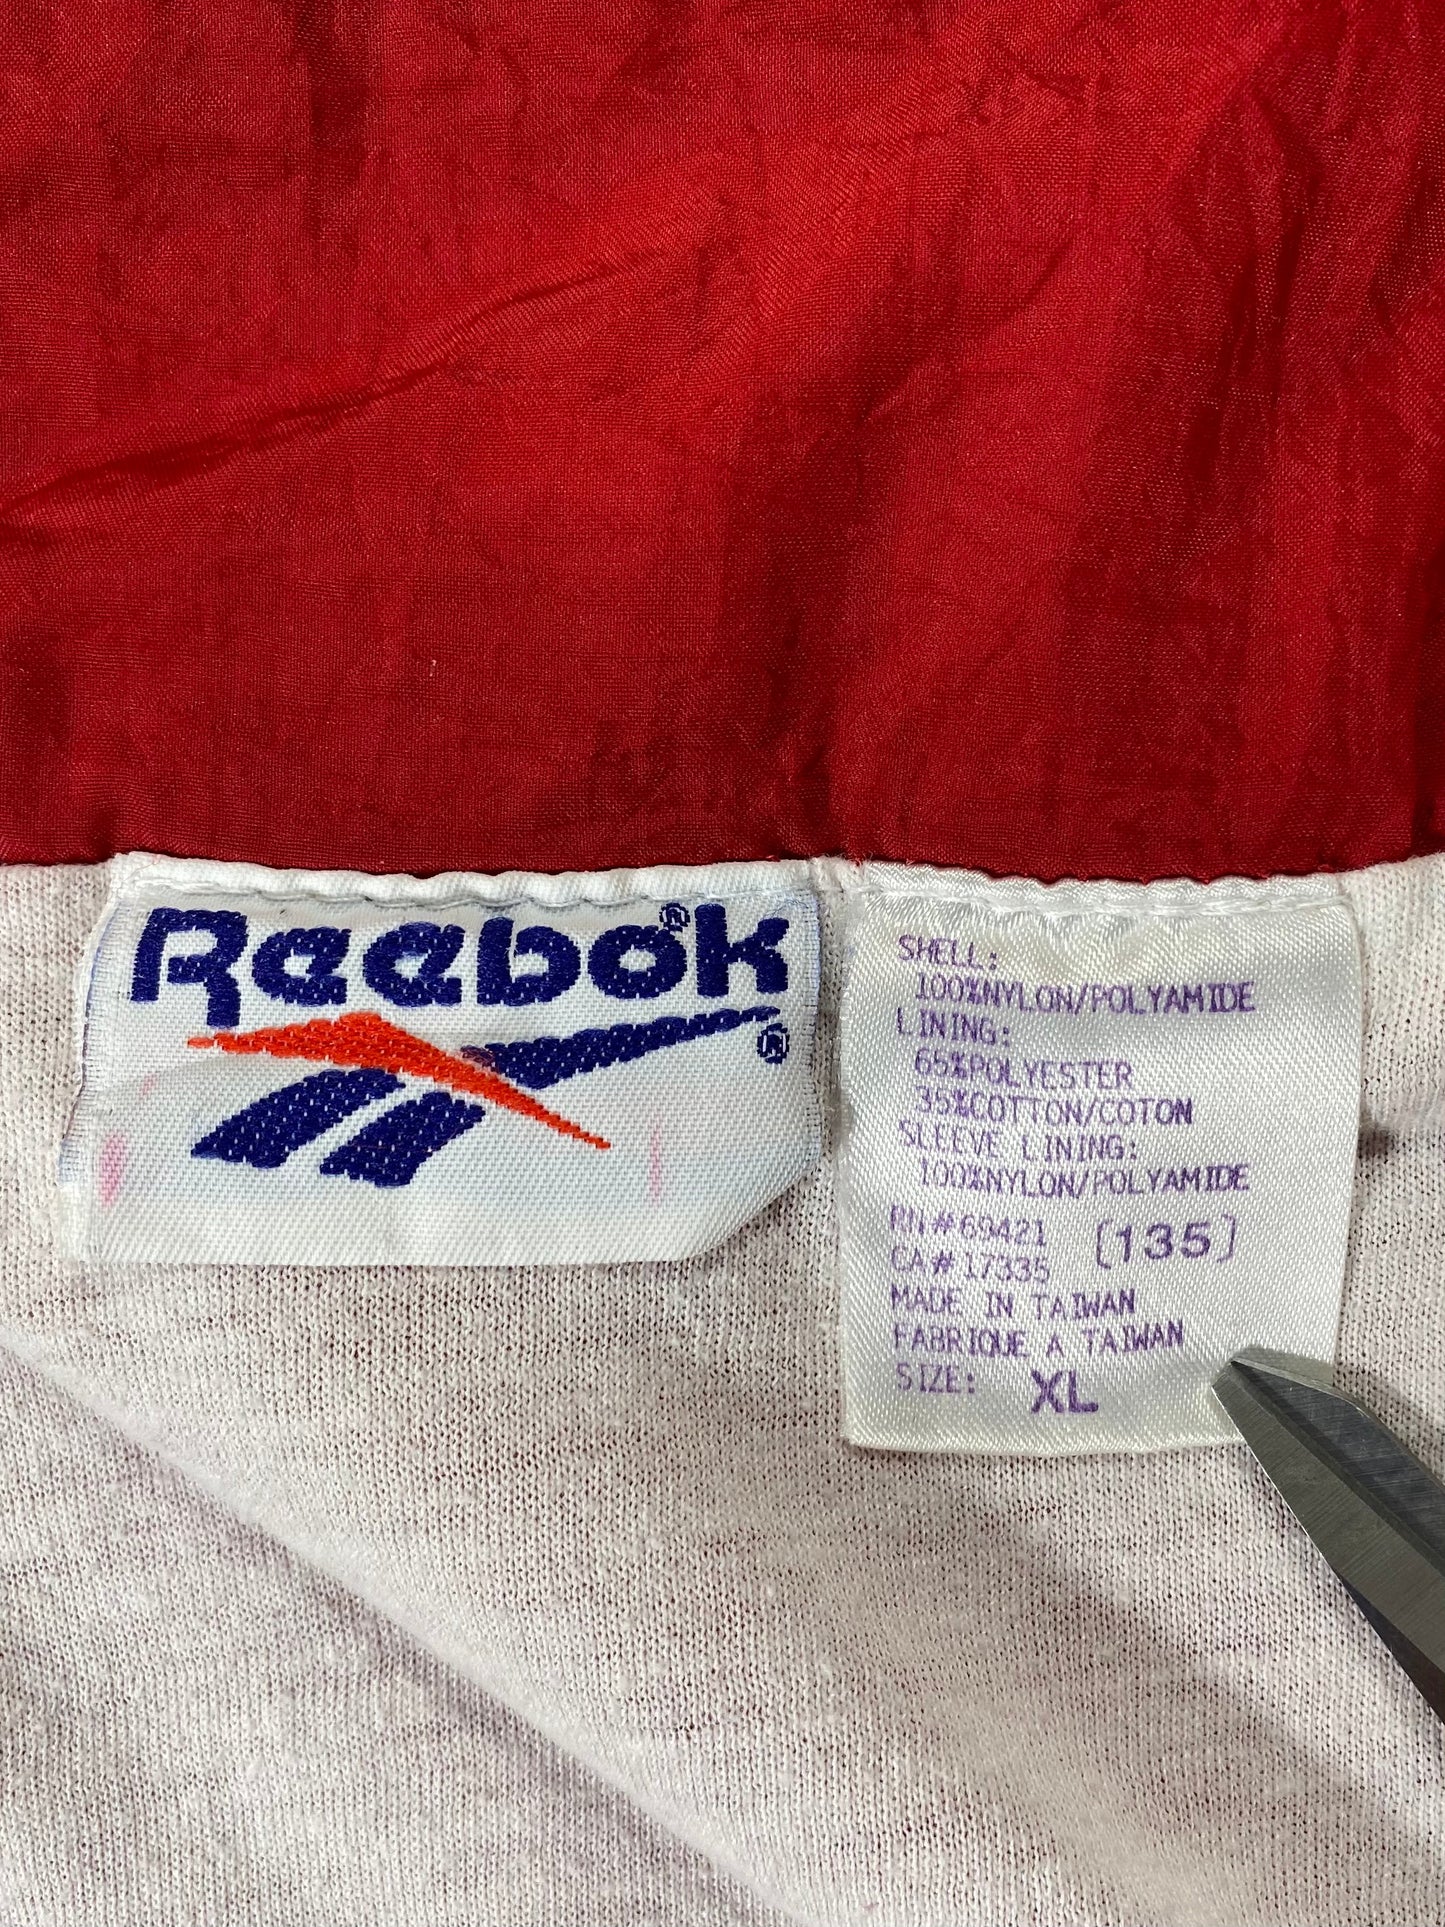 Reebok®
®
SHELL:
100%NYLON/POLYAMIDE
LINING:
65%POLYESTER
35%COTTON/COTON
SLEEVE LINING:
100%NYLON/POLYAMIDE
RN#69421 [135]
CA#17335
MADE IN TAIWAN
FABRIQUE A TAIWAN
SIZE: XL